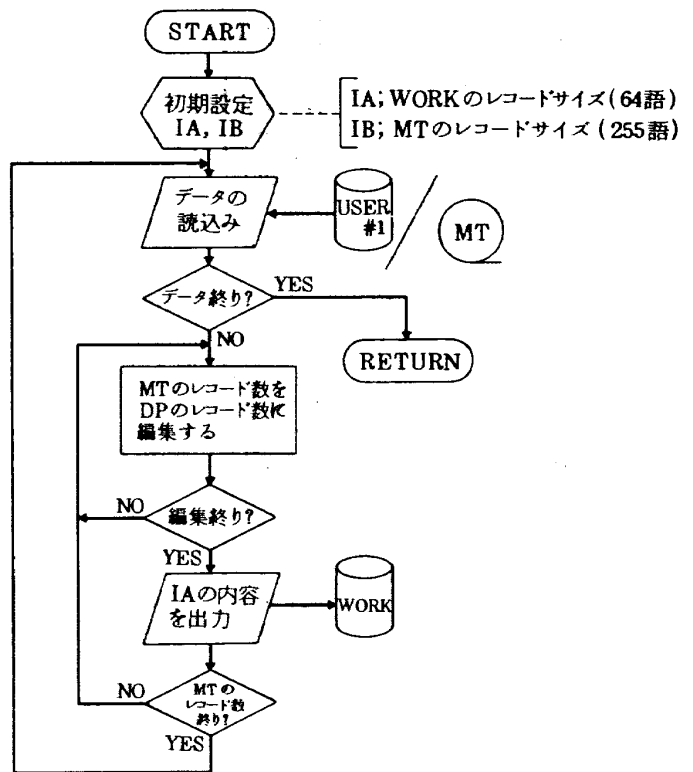 START
初期設定
IA, IB
IA; WORKのレコードサイズ(64語)
IB; MTのレコードサイズ (255語)
データの
読込み
USER
#1
MT
データ終り?
YES
NO
RETURN
MTのレコード数を
DPのレコード数に
編集する
NO
編集終り?
YES
IAの内容
を出力
WORK
NO
MTの
レコード数
終り?
YES